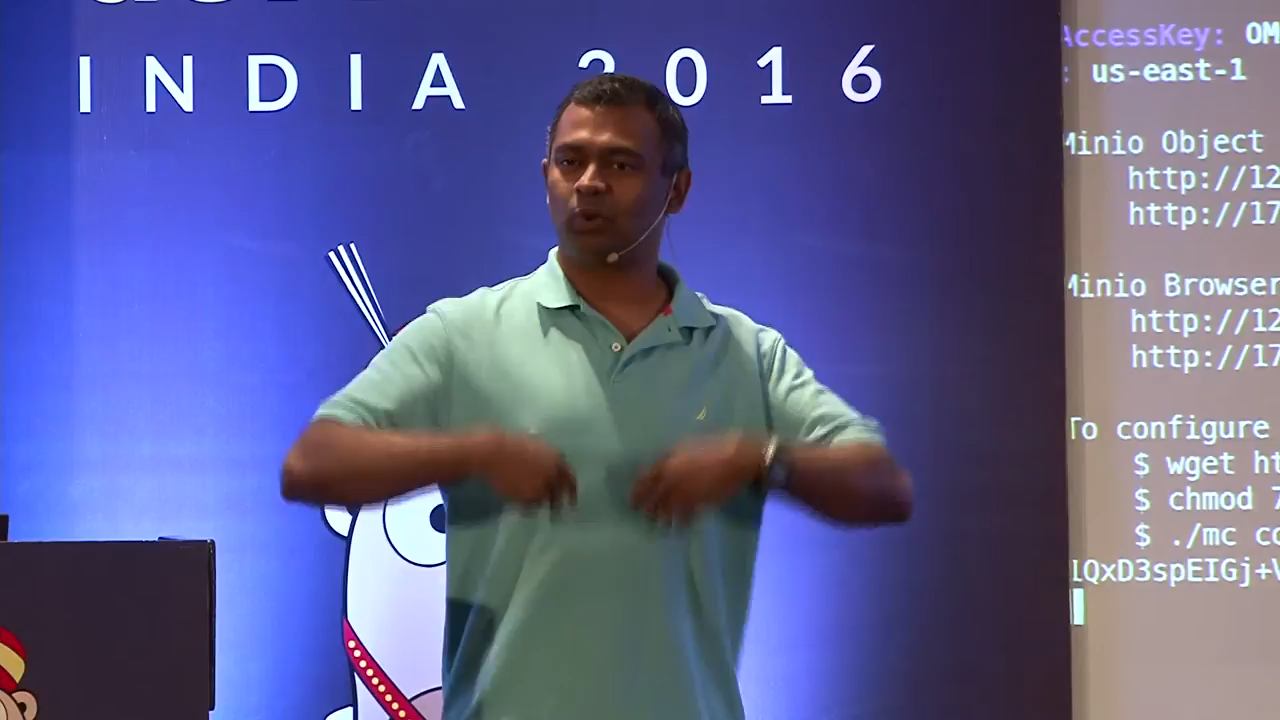 INDIA 2016
AccessKey: OM
: us-east-1
Minio Object
http://12
http://17
Minio Browser
http://12
http://17
To configure
$ wget ht
$ chmod 7
$ ./mc co
lQxD3spEIGj+V